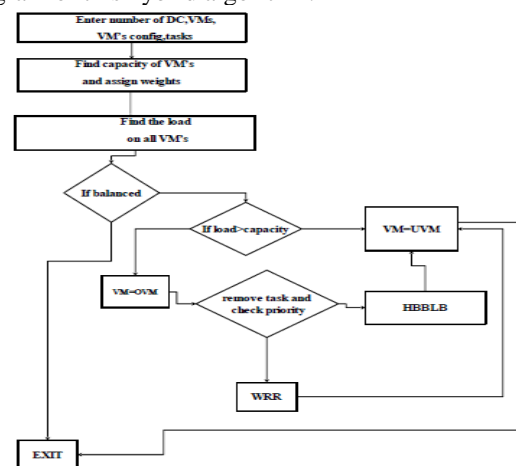 Enter number of DC,VMs,
VM's config,tasks
Find capacity of VM's
and assign weights
Find the load
on all VM's
If balanced
If load>capacity
VM=UVM
VM=OVM
remove task and
check priority
HBBLB
WRR
EXIT